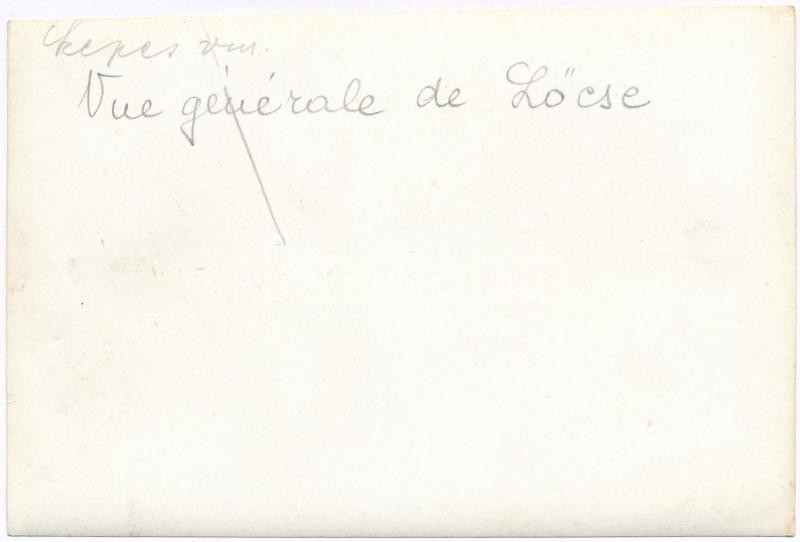 Szepes vm.
Vue générale de Löcse